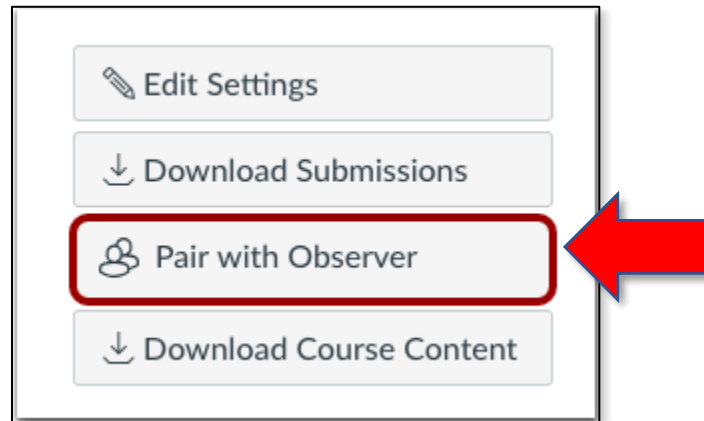 Edit Settings
Download Submissions
Pair with Observer
Download Course Content